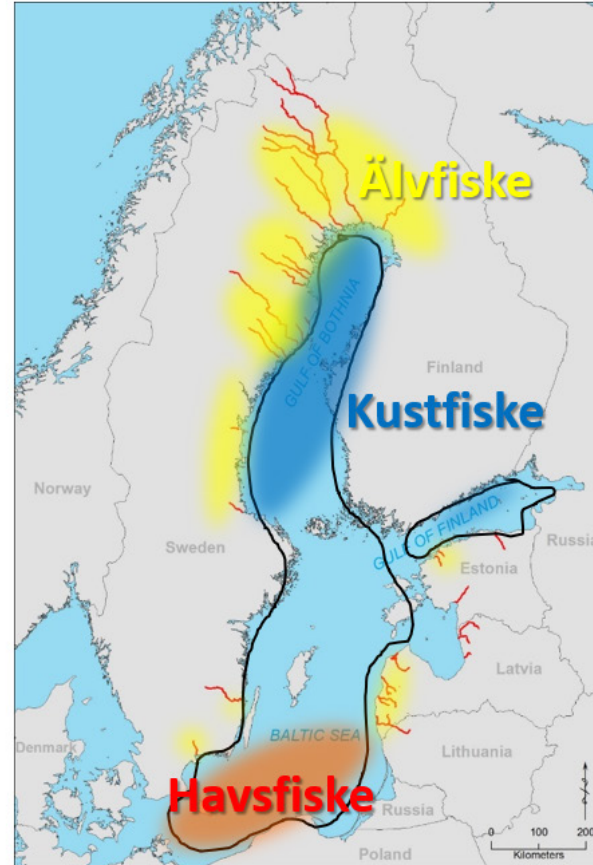 Älvfiske
GULF OF BOTHNIA
Finland
Kustfiske
Norway
GULF OF FINLAND
Russia
Sweden
Estonia
Latvia
BALTIC SEA
Denmark
Lithuania
Havsfiske
Russia
Poland
0 100 200
Kilometers